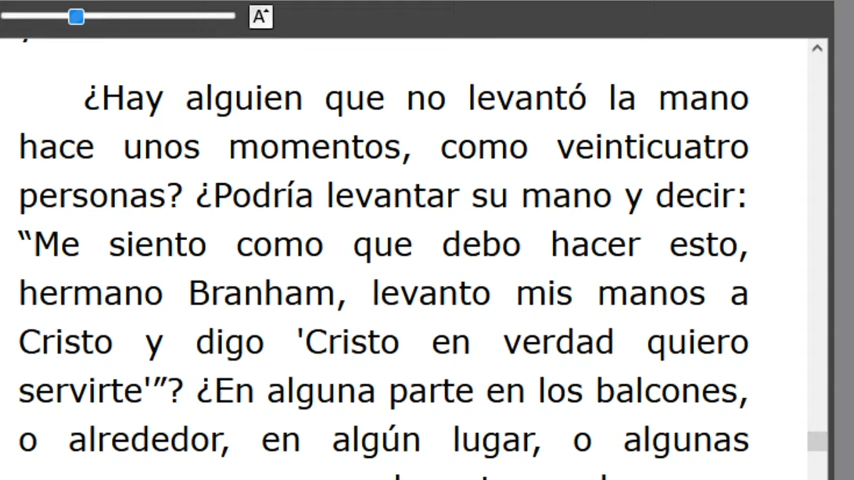 A
¿Hay alguien que no levantó la mano
hace unos momentos, como veinticuatro
personas? ¿Podría levantar su mano y decir:
“Me siento como que debo hacer esto,
hermano Branham, levanto mis manos a
Cristo y digo 'Cristo en verdad quiero
servirte'”? ¿En alguna parte en los balcones,
o alrededor, en algún lugar, o algunas